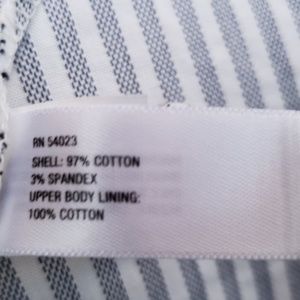 RN 54023
SHELL: 97% COTTON
3% SPANDEX
UPPER BODY LINING:
100% COTTON